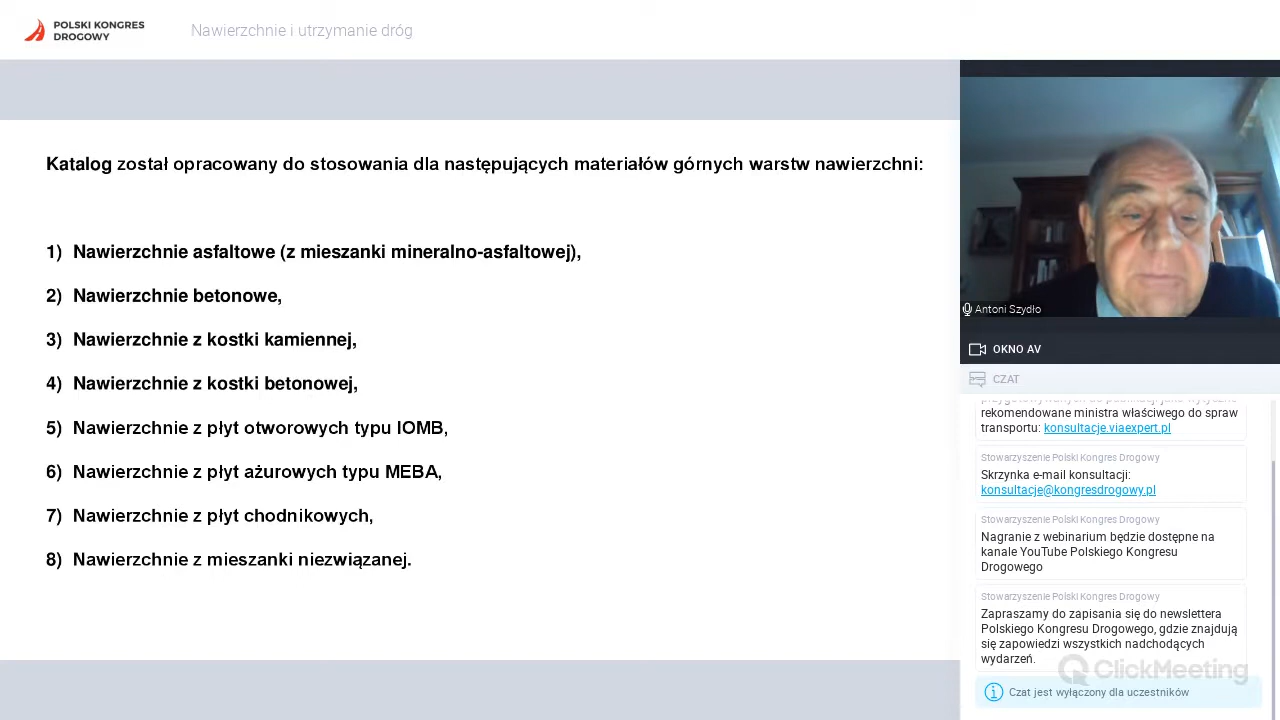 POLSKI KONGRES
DROGOWY
Nawierzchnie i utrzymanie dróg
Katalog został opracowany do stosowania dla następujących materiałów górnych warstw nawierzchni:
1) Nawierzchnie asfaltowe (z mieszanki mineralno-asfaltowej),
2) Nawierzchnie betonowe,
3) Nawierzchnie z kostki kamiennej,
4) Nawierzchnie z kostki betonowej,
5) Nawierzchnie z płyt otworowych typu IOMB,
6) Nawierzchnie z płyt ażurowych typu MEBA,
7) Nawierzchnie z płyt chodnikowych,
8) Nawierzchnie z mieszanki niezwiązanej.
Antoni Szydło
OKNO AV
CZAT
rekomendowane ministra właściwego do spraw
transportu: konsultacje.viaexpert.pl
Stowarzyszenie Polski Kongres Drogowy
Skrzynka e-mail konsultacji:
konsultacje@kongresdrogowy.pl
Stowarzyszenie Polski Kongres Drogowy
Nagranie z webinarium będzie dostępne na
kanale YouTube Polskiego Kongresu
Drogowego
Stowarzyszenie Polski Kongres Drogowy
Zapraszamy do zapisania się do newslettera
Polskiego Kongresu Drogowego, gdzie znajdują
się zapowiedzi wszystkich nadchodzących
wydarzeń.
ClickMeeting
Czat jest wyłączony dla uczestników